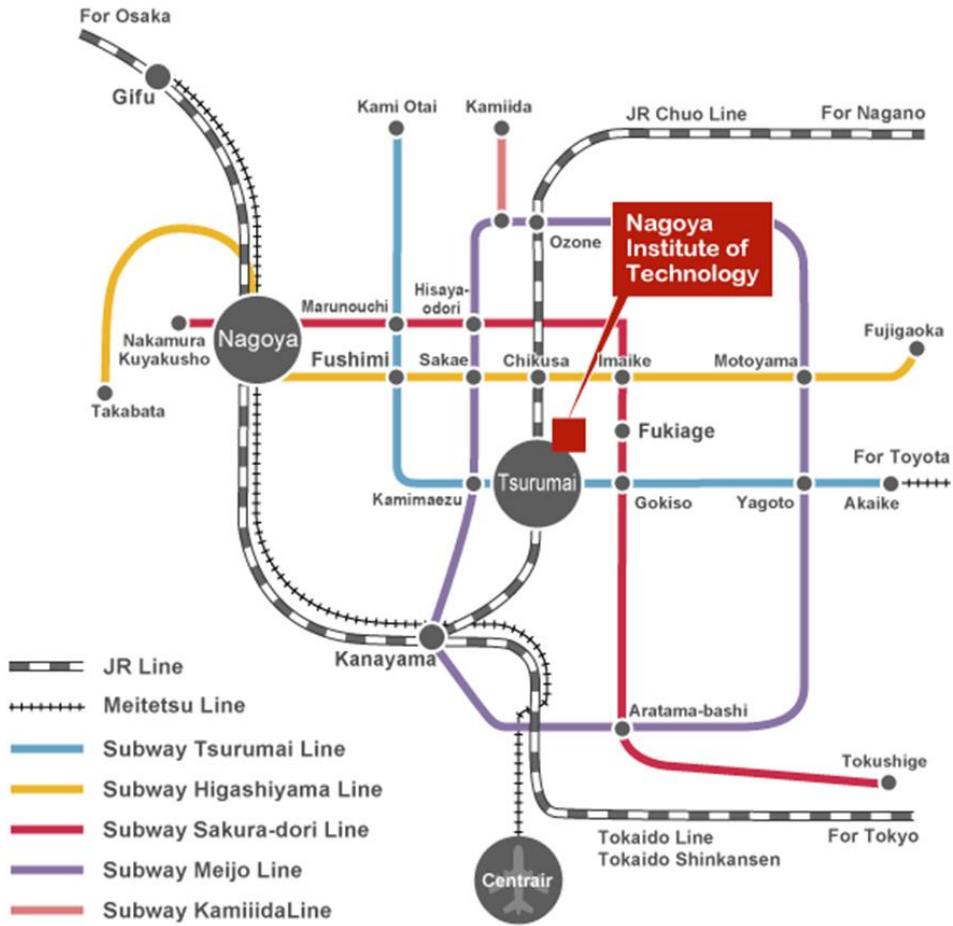 For Osaka
Gifu
Kami Otai
Kamiida
JR Chuo Line
For Nagano
Ozone
Nagoya
Institute of
Technology
Hisaya-
odori
Marunouchi
Nagoya
Nakamura
Kuyakusho
Fujigaoka
Fushimi
Sakae
Chikusa
Imaike
Motoyama
Takabata
Fukiage
For Toyota
Tsurumai
Kamimaezu
Gokiso
Yagoto
Akaike
Kanayama
JR Line
Meitetsu Line
Aratama-bashi
Subway Tsurumai Line
Tokushige
Subway Higashiyama Line
Subway Sakura-dori Line
Tokaido Line
For Tokyo
Tokaido Shinkansen
Subway Meijo Line
Centrair
Subway KamiiidaLine